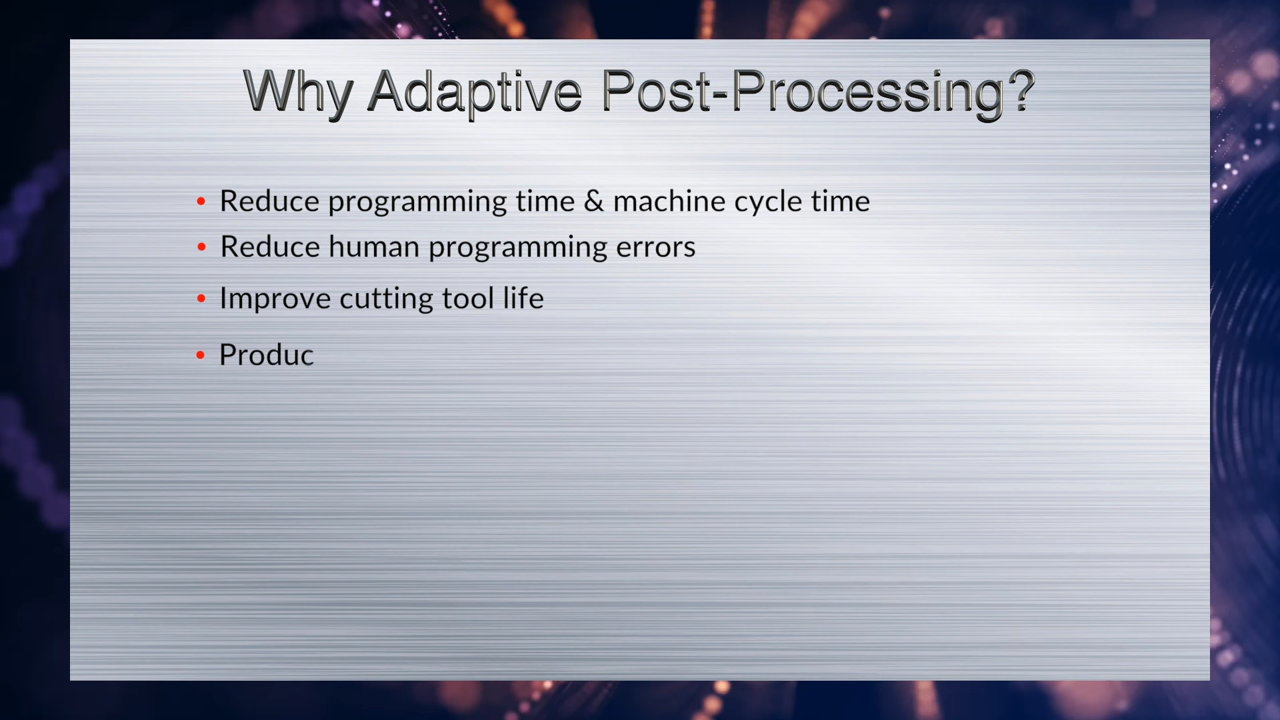 Why Adaptive Post-Processing?
• Reduce programming time & machine cycle time
• Reduce human programming errors
• Improve cutting tool life
• Produc